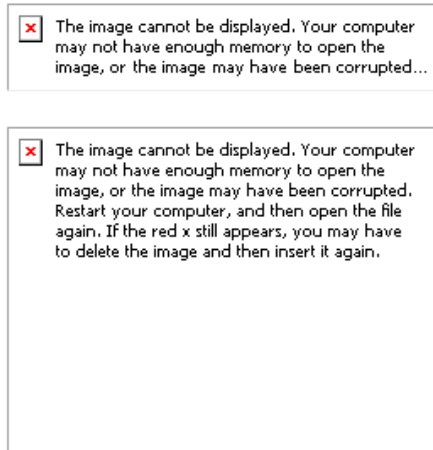 The image cannot be displayed. Your computer
may not have enough memory to open the
image, or the image may have been corrupted...
The image cannot be displayed. Your computer
may not have enough memory to open the
image, or the image may have been corrupted.
Restart your computer, and then open the file
again. If the red x still appears, you may have
to delete the image and then insert it again.